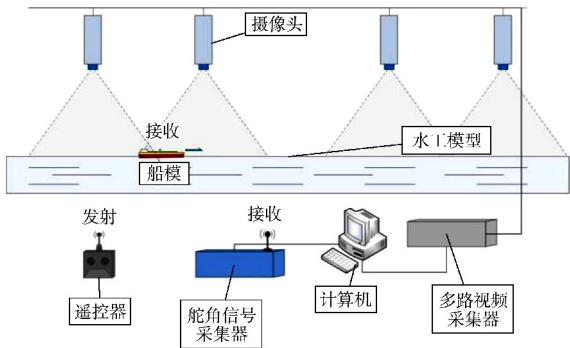 摄像头
接收
水工模型
船模
发射
接收
遥控器
舵角信号
采集器
计算机
多路视频
采集器